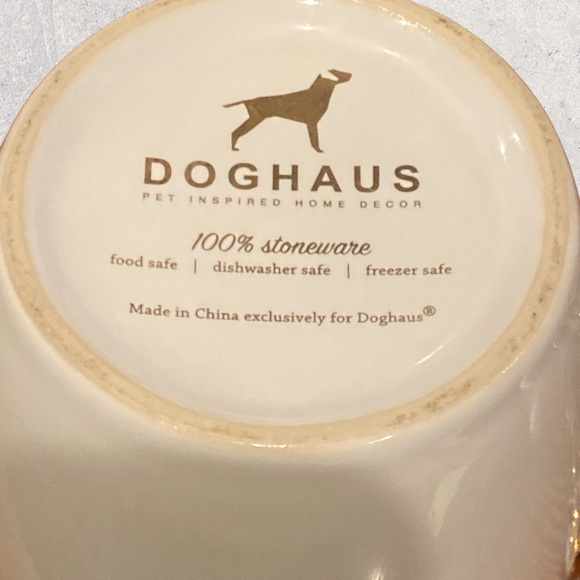 DOGHAUS
PET INSPIRED HOME DECOR
100% stoneware
food safe | dishwasher safe | freezer safe
Made in China exclusively for Doghaus®